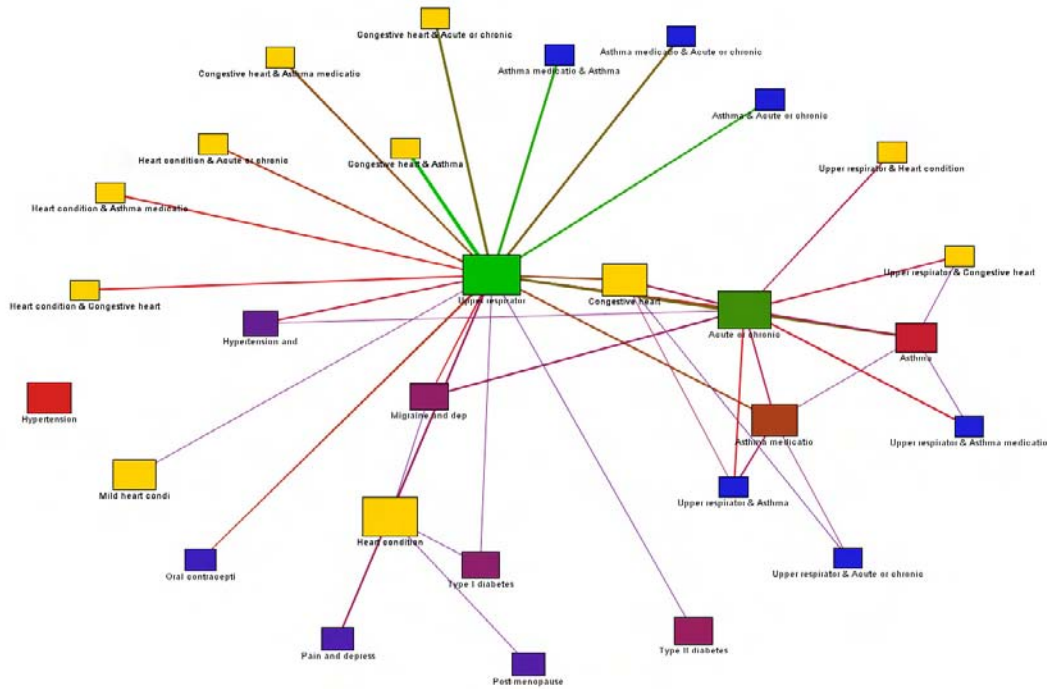 Congestive heart & Acute or chronic
Asthma medicatio & Acute or chronic
Congestive heart & Asthma medicatio
Asthma medicatio & Asthma
Asthma & Acute or chronic
Heart condition & Acute or chronic
Congestive heart & Asthma
Upper respirator & Heart condition
Heart condition & Asthma medicatio
Upper respirator & Congestive heart
Heart condition & Congestive heart
Upper respirator
Congestive heart
Hypertension and
Acute or chronic
Asthma
Hypertension
Migraine and dep
Asthma medicatio
Upper respirator & Asthma medicatio
Mild heart condi
Upper respirator & Asthma
Heart condition
Oral contracepti
Type I diabetes
Upper respirator & Acute or chronic
Pain and depress
Type II diabetes
Post-menopause